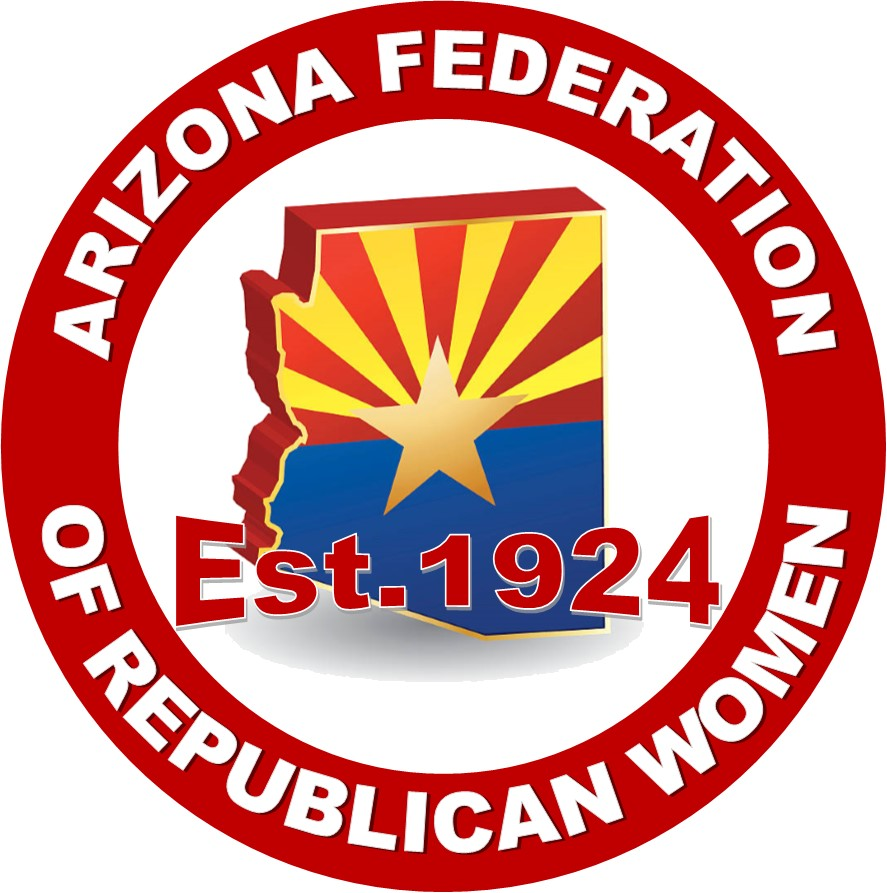 ARIZONA FEDERATION
Est.1924
OF REPUBLICAN WOMEN